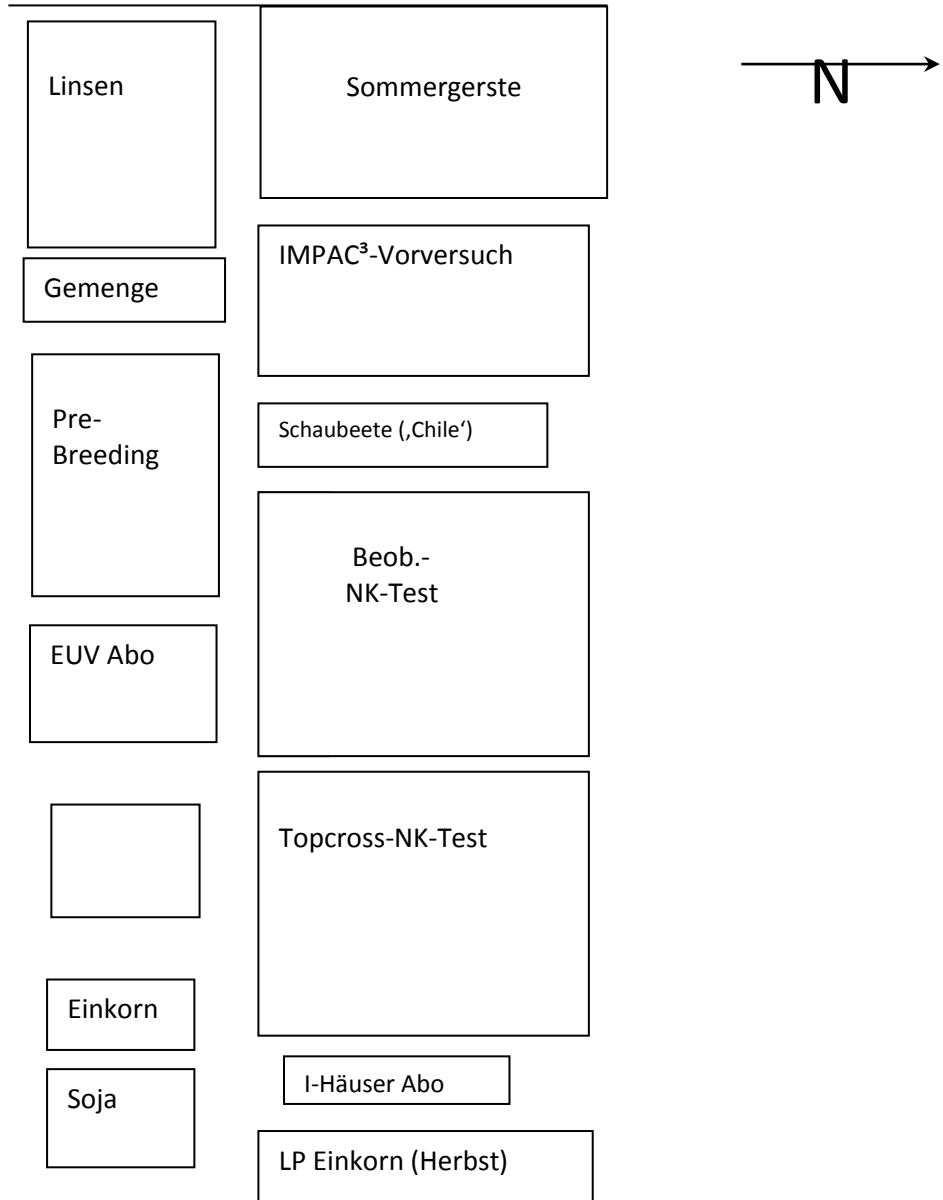 Linsen
Sommergerste
N
IMPAC³-Vorversuch
Gemenge
Pre-
Breeding
Schaubeete (‚Chile‘)
Beob.-
NK-Test
EUV Abo
Topcross-NK-Test
Einkorn
I-Häuser Abo
Soja
LP Einkorn (Herbst)